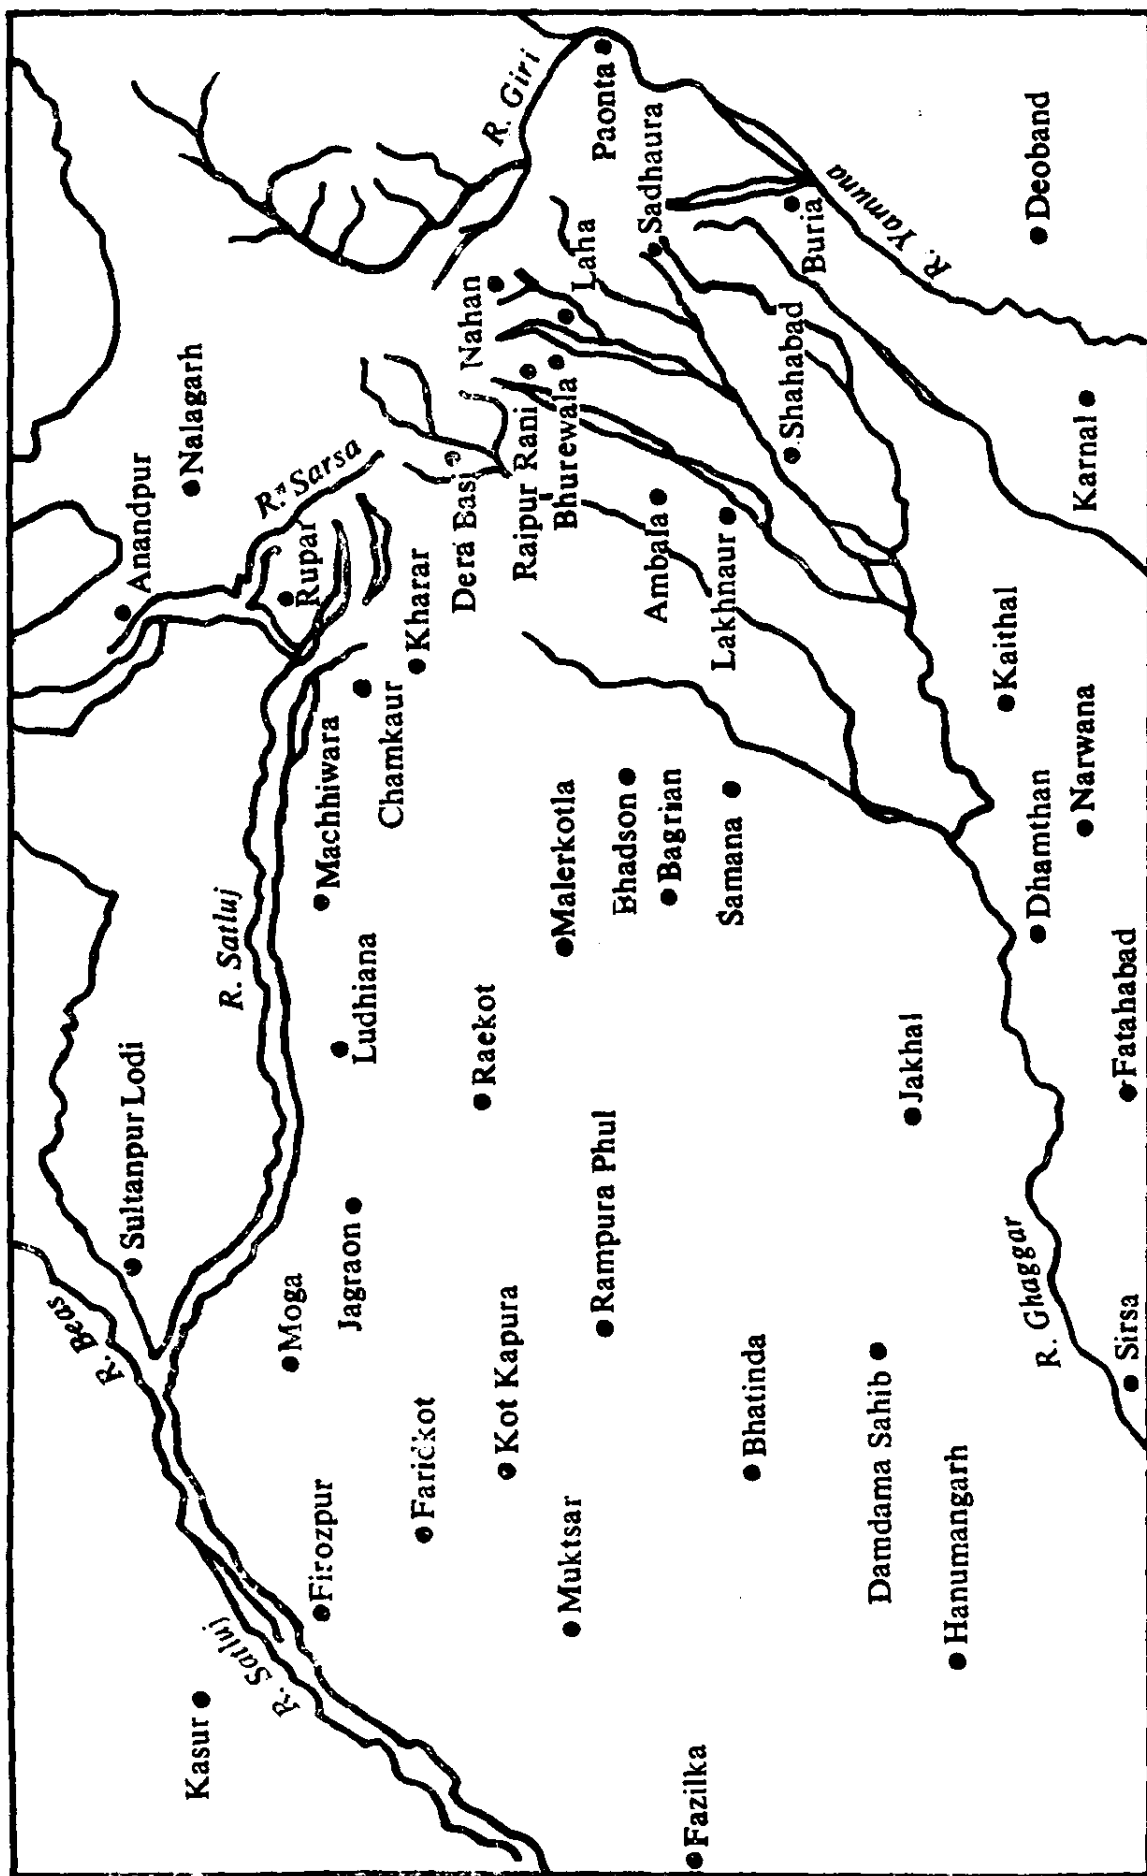 Anandpur
Nalagarh
R. Sarsa
Rupar
Kharar
Chamkaur
Machhiwara
R. Satluj
Ludhiana
Sultanpur Lodi
R. Beas
Moga
Jagraon
Raekot
Firozpur
Faridkot
Kot Kapura
Kasur
R. Satluj
Muktsar
Fazilka
Rampura Phul
Bhatinda
Damdama Sahib
Hanumangarh
Malerkotla
Bhadson
Bagrian
Samana
Jakhal
R. Ghaggar
Sirsa
Fatahabad
Dhamthan
Narwana
Kaithal
Karnal
Dera Basi
Raipur Rani
Bhurewala
Nahan
Laha
Ambala
Lakhnaur
Shahabad
Sadhaura
Buria
R. Giri
Paonta
R. Yamuna
Deoband